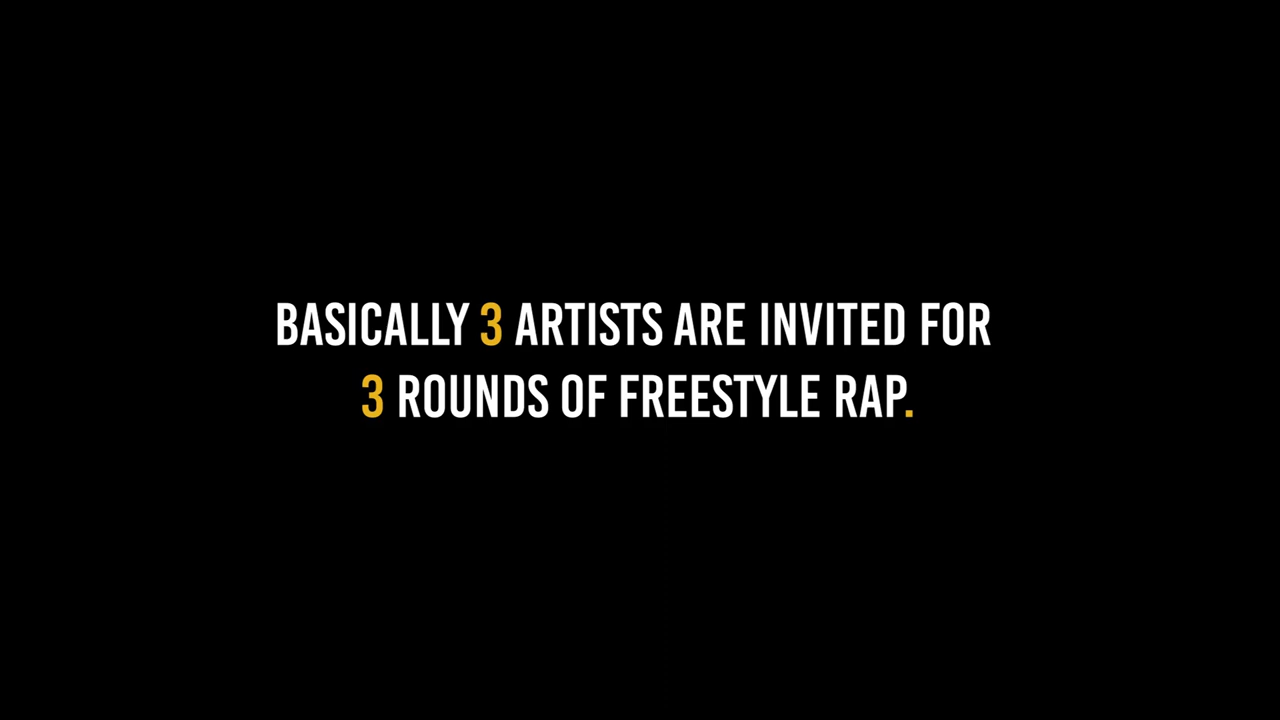 BASICALLY 3 ARTISTS ARE INVITED FOR
3 ROUNDS OF FREESTYLE RAP.